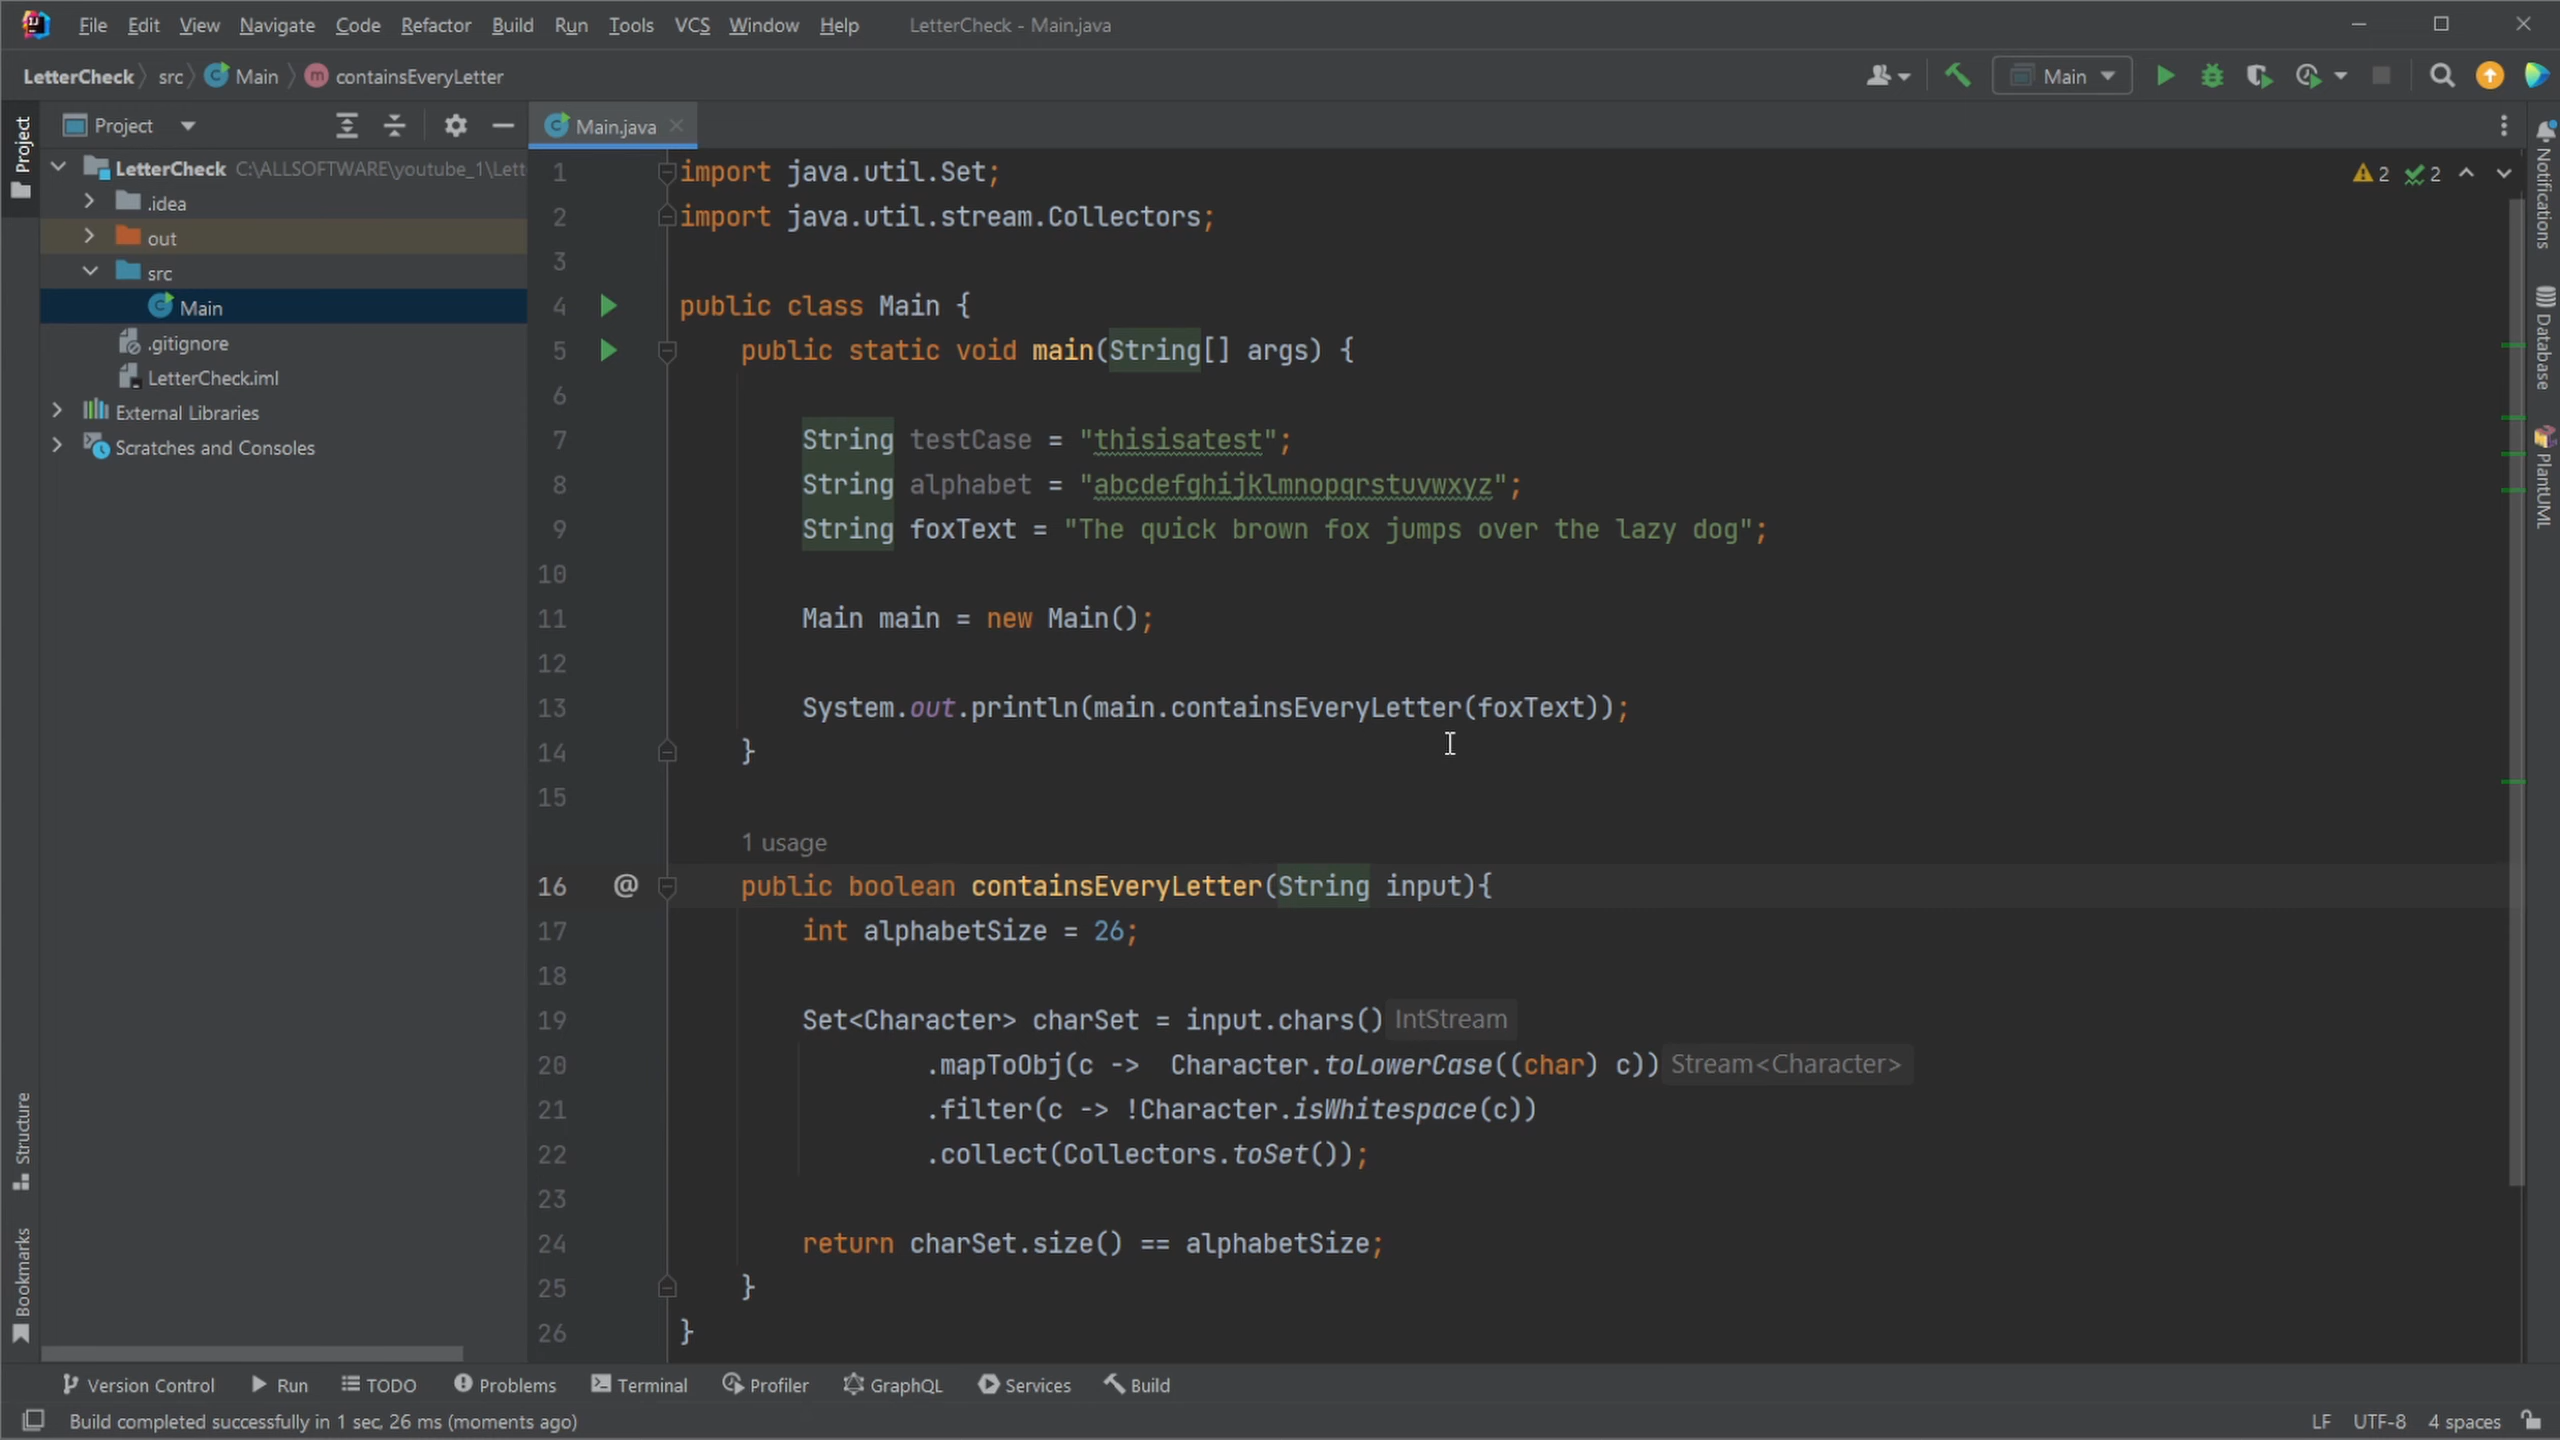 File Edit View Navigate Code Refactor Build Run Tools VCS Window Help LetterCheck - Main.java
LetterCheck src Main m containsEveryLetter Main
Project
Project
LetterCheck C:\ALLSOFTWARE\youtube_1\Lett
.idea
out
src
Main
.gitignore
LetterCheck.iml
External Libraries
Scratches and Consoles
Structure
Bookmarks
Main.java
2 2
1 import java.util.Set;
2 import java.util.stream.Collectors;
3
4 public class Main {
5 public static void main(String[] args) {
6
7 String testCase = "thisisatest";
8 String alphabet = "abcdefghijklmnopqrstuvwxyz";
9 String foxText = "The quick brown fox jumps over the lazy dog";
10
11 Main main = new Main();
12
13 System.out.println(main.containsEveryLetter(foxText));
14 }
15
1 usage
16 @ public boolean containsEveryLetter(String input){
17 int alphabetSize = 26;
18
19 Set<Character> charSet = input.chars() IntStream
20 .mapToObj(c ->  Character.toLowerCase((char) c)) Stream<Character>
21 .filter(c -> !Character.isWhitespace(c))
22 .collect(Collectors.toSet());
23
24 return charSet.size() == alphabetSize;
25 }
26 }
Notifications
Database
PlantUML
Version Control Run TODO Problems Terminal Profiler GraphQL Services Build
Build completed successfully in 1 sec, 26 ms (moments ago) LF UTF-8 4 spaces